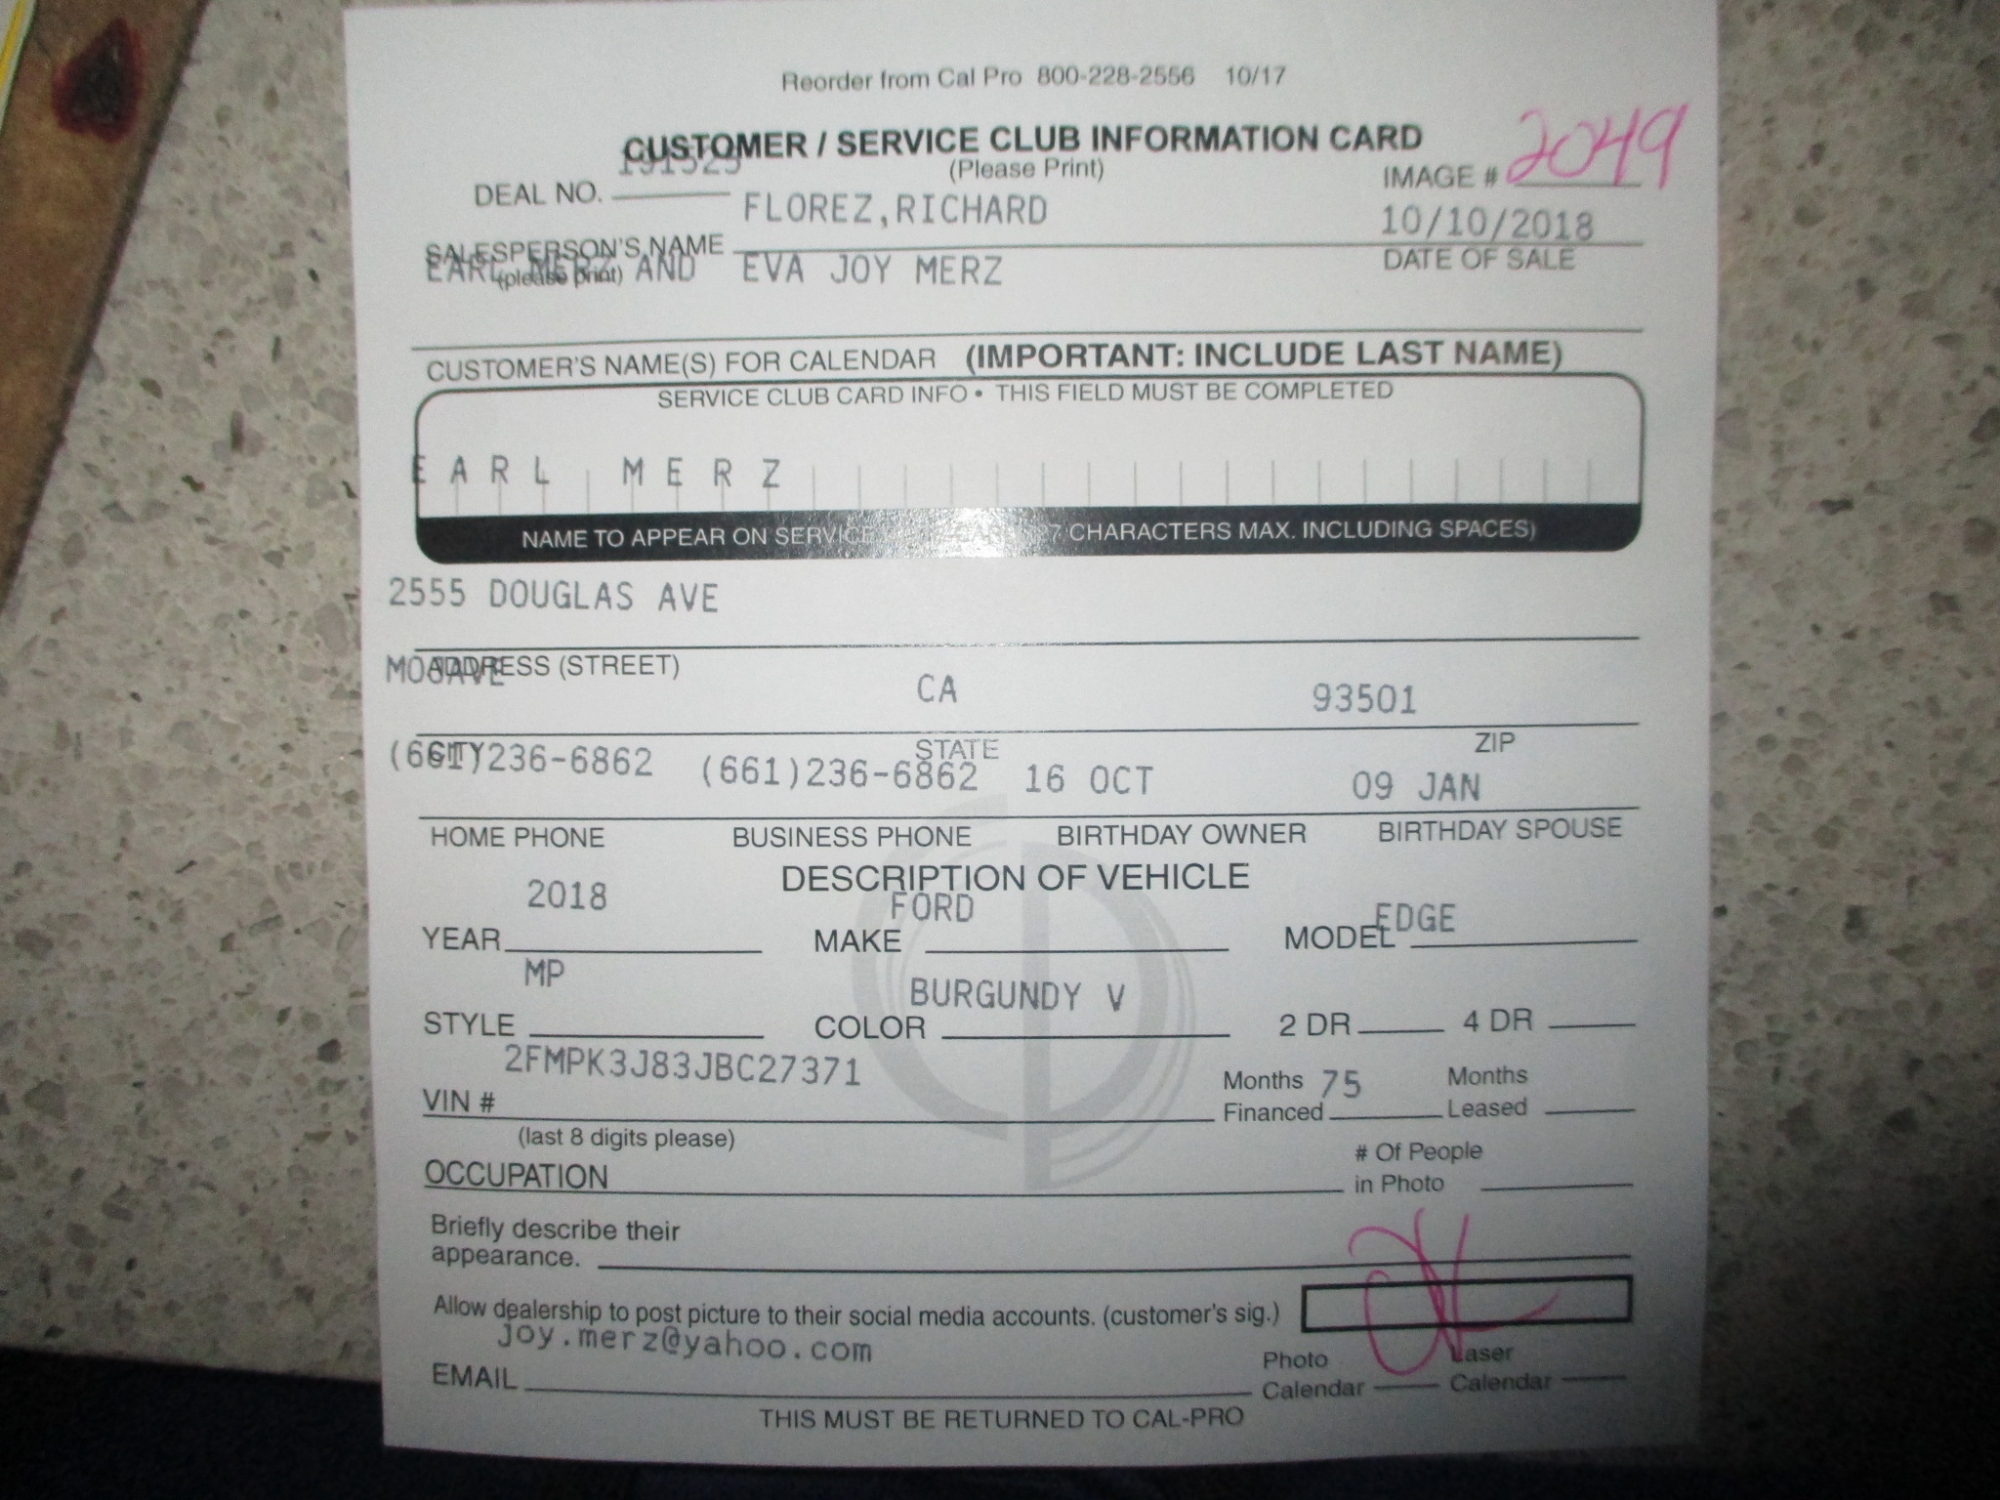 Reorder from Cal Pro 800-228-2556 10/17
CUSTOMER / SERVICE CLUB INFORMATION CARD
(Please Print)
IMAGE # 2049
DEAL NO. 191525
FLOREZ,RICHARD
10/10/2018
SALESPERSON'S NAME
(please print)
DATE OF SALE
EARL MERZ AND EVA JOY MERZ
CUSTOMER'S NAME(S) FOR CALENDAR (IMPORTANT: INCLUDE LAST NAME)
SERVICE CLUB CARD INFO • THIS FIELD MUST BE COMPLETED
EARL MERZ
NAME TO APPEAR ON SERVICE 7 CHARACTERS MAX. INCLUDING SPACES)
2555 DOUGLAS AVE
ADDRESS (STREET)
MOJAVE CA 93501
CITY STATE ZIP
(661)236-6862 (661)236-6862 16 OCT 09 JAN
HOME PHONE BUSINESS PHONE BIRTHDAY OWNER BIRTHDAY SPOUSE
DESCRIPTION OF VEHICLE
YEAR 2018 MAKE FORD MODEL EDGE
STYLE MP COLOR BURGUNDY V 2 DR 4 DR
VIN # 2FMPK3J83JBC27371
(last 8 digits please)
Months Financed 75 Months Leased
OCCUPATION
# Of People in Photo
Briefly describe their
appearance.
Allow dealership to post picture to their social media accounts. (customer's sig.)
EMAIL joy.merz@yahoo.com
Photo Calendar Laser Calendar
THIS MUST BE RETURNED TO CAL-PRO